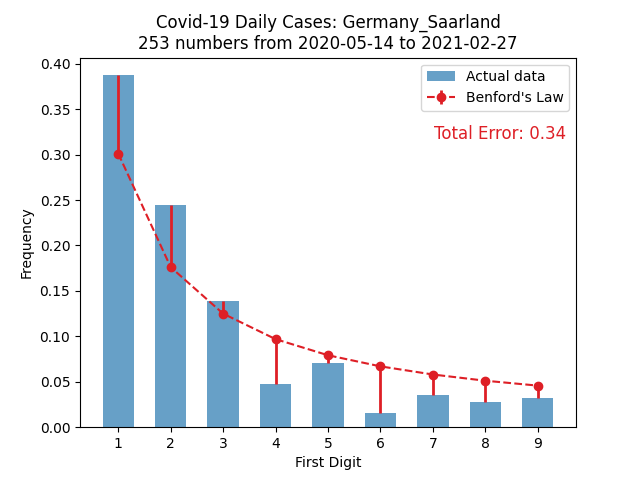 Covid-19 Daily Cases: Germany_Saarland
253 numbers from 2020-05-14 to 2021-02-27
Actual data
Benford's Law
Total Error: 0.34
Frequency
0.40
0.35
0.30
0.25
0.20
0.15
0.10
0.05
0.00
1 2 3 4 5 6 7 8 9
First Digit